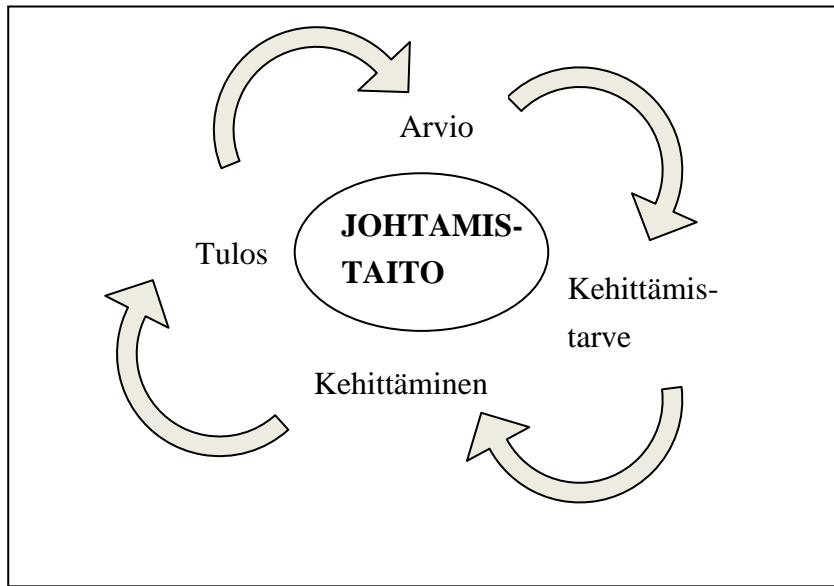 Arvio
JOHTAMIS-
TAITO
Tulos
Kehittämis-
tarve
Kehittäminen